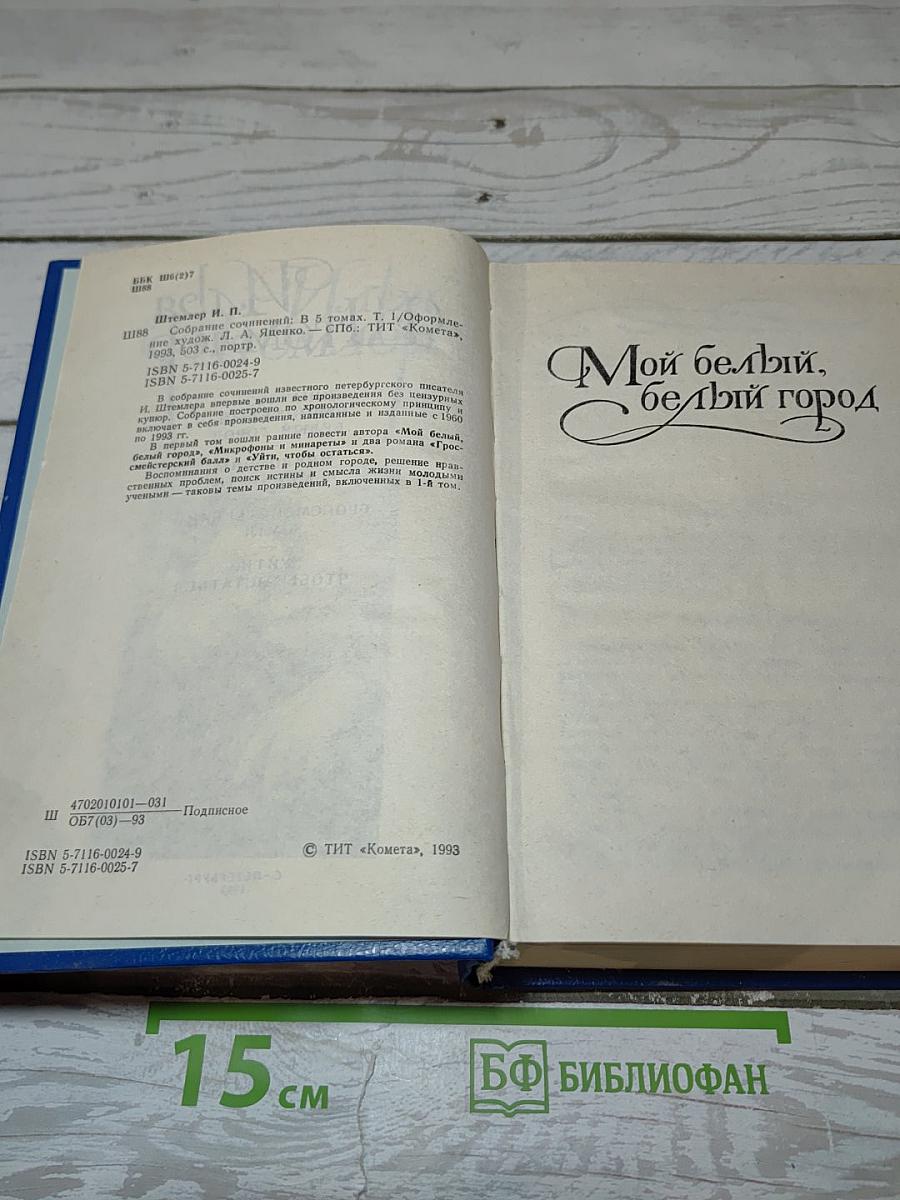 ББК Ш6(2)7
Ш88
Штемлер И. П.
Ш88 Собрание сочинений: В 5 томах. Т. 1/Оформле-
ние худож. Л. А. Яценко. — СПб.: ТИТ «Комета»,
1993, 503 с., портр.
ISBN 5-7116-0024-9
ISBN 5-7116-0025-7
В собрание сочинений известного петербургского писателя
И. Штемлера впервые вошли все произведения без цензурных
купюр. Собрание построено по хронологическому принципу и
включает в себя произведения, написанные и изданные с 1960
по 1993 гг.
В первый том вошли ранние повести автора «Мой белый,
белый город», «Микрофоны и минареты» и два романа «Грос-
смейстерский балл» и «Уйти, чтобы остаться».
Воспоминания о детстве и родном городе, решение нрав-
ственных проблем, поиск истины и смысла жизни молодыми
учеными — таковы темы произведений, включенных в 1-й том.
Ш 4702010101—031
ОБ7(03)—93 Подписное
ISBN 5-7116-0024-9
ISBN 5-7116-0025-7
© ТИТ «Комета», 1993
Мой белый,
белый город
15 см
БФ БИБЛИОФАН